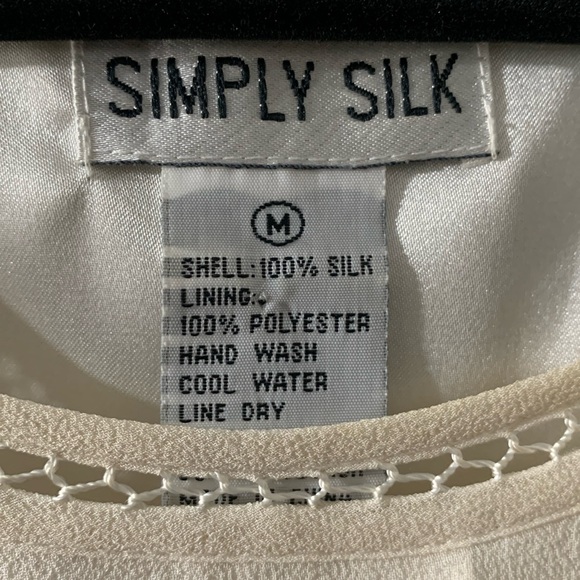 SIMPLY SILK
M
SHELL: 100% SILK
LINING:
100% POLYESTER
HAND WASH
COOL WATER
LINE DRY